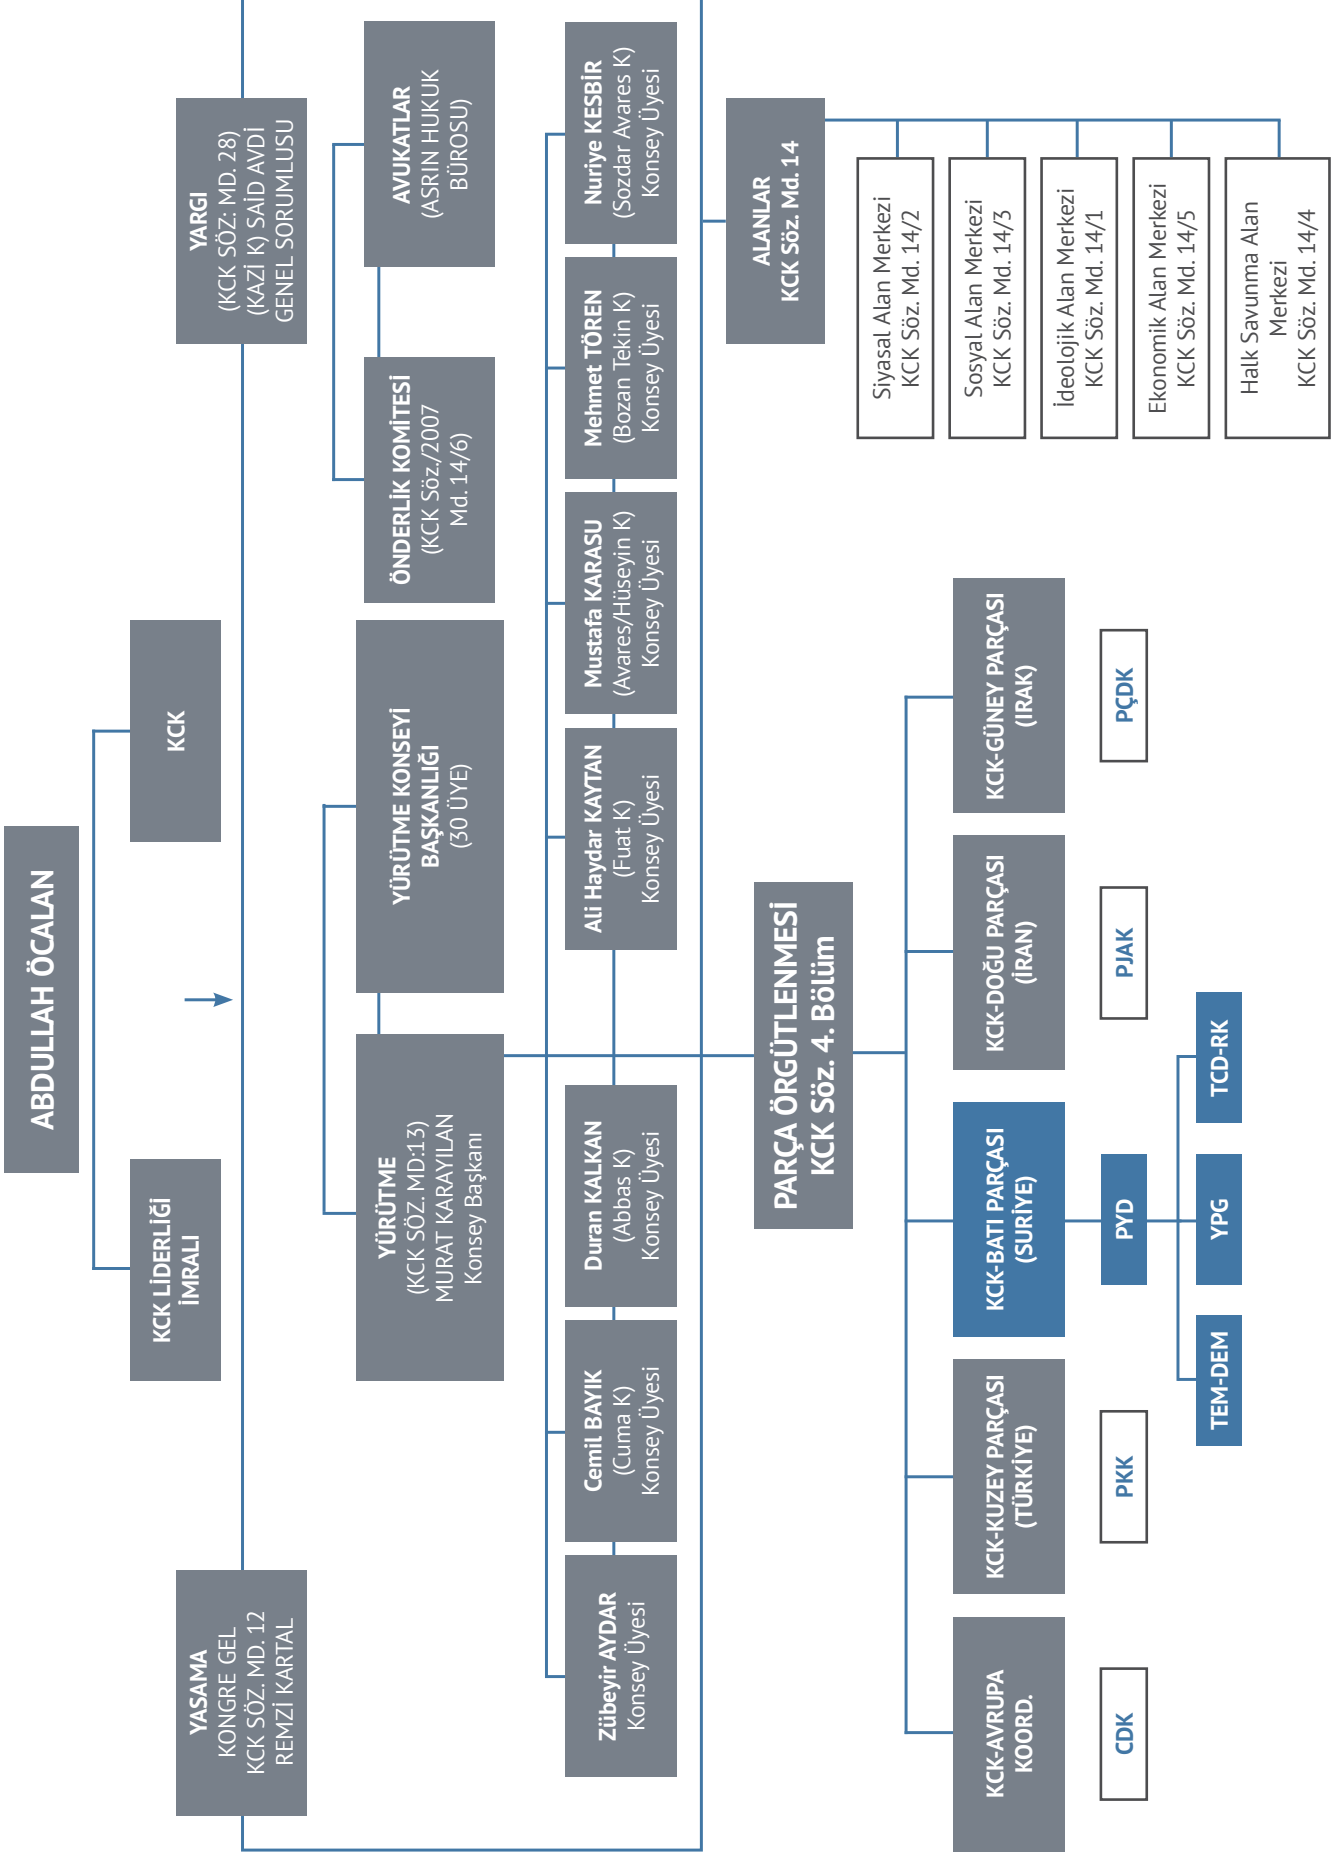 ABDULLAH ÖCALAN
KCK LİDERLİĞİ
İMRALI
KCK
YASAMA
KONGRE GEL
KCK SÖZ. MD. 12
REMZİ KARTAL
YARGI
(KCK SÖZ: MD. 28)
(KAZİ K) SAİD AVDİ
GENEL SORUMLUSU
YÜRÜTME
(KCK SÖZ. MD:13)
MURAT KARAYILAN
Konsey Başkanı
YÜRÜTME KONSEYİ
BAŞKANLIĞI
(30 ÜYE)
ÖNDERLİK KOMİTESİ
(KCK Söz./2007
Md. 14/6)
AVUKATLAR
(ASRIN HUKUK
BÜROSU)
Zübeyir AYDAR
Konsey Üyesi
Cemil BAYIK
(Cuma K)
Konsey Üyesi
Duran KALKAN
(Abbas K)
Konsey Üyesi
Ali Haydar KAYTAN
(Fuat K)
Konsey Üyesi
Mustafa KARASU
(Avares/Hüseyin K)
Konsey Üyesi
Mehmet TÖREN
(Bozan Tekin K)
Konsey Üyesi
Nuriye KESBİR
(Sozdar Avares K)
Konsey Üyesi
PARÇA ÖRGÜTLENMESİ
KCK Söz. 4. Bölüm
ALANLAR
KCK Söz. Md. 14
Siyasal Alan Merkezi
KCK Söz. Md. 14/2
Sosyal Alan Merkezi
KCK Söz. Md. 14/3
İdeolojik Alan Merkezi
KCK Söz. Md. 14/1
Ekonomik Alan Merkezi
KCK Söz. Md. 14/5
Halk Savunma Alan
Merkezi
KCK Söz. Md. 14/4
KCK-AVRUPA
KOORD.
KCK-KUZEY PARÇASI
(TÜRKİYE)
KCK-BATI PARÇASI
(SURİYE)
KCK-DOĞU PARÇASI
(İRAN)
KCK-GÜNEY PARÇASI
(IRAK)
CDK
PKK
PYD
PJAK
PÇDK
TEM-DEM
YPG
TCD-RK